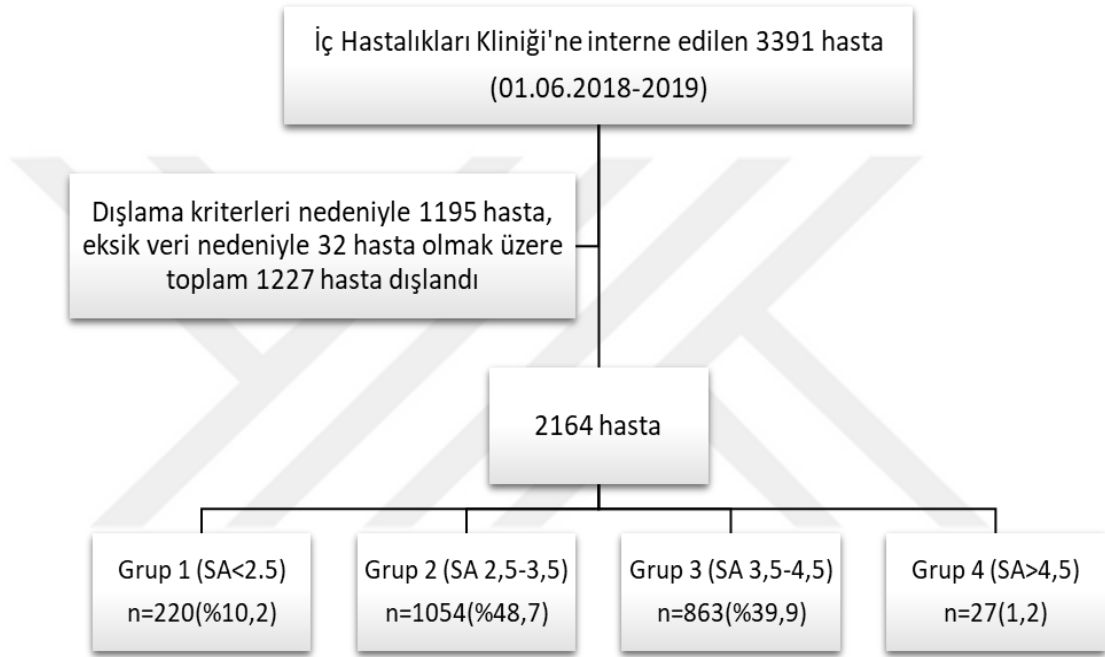 İç Hastalıkları Kliniği'ne interne edilen 3391 hasta
(01.06.2018-2019)
Dışlama kriterleri nedeniyle 1195 hasta,
eksik veri nedeniyle 32 hasta olmak üzere
toplam 1227 hasta dışlandı
2164 hasta
Grup 1 (SA<2.5)
n=220(%10,2)
Grup 2 (SA 2,5-3,5)
n=1054(%48,7)
Grup 3 (SA 3,5-4,5)
n=863(%39,9)
Grup 4 (SA>4,5)
n=27(1,2)